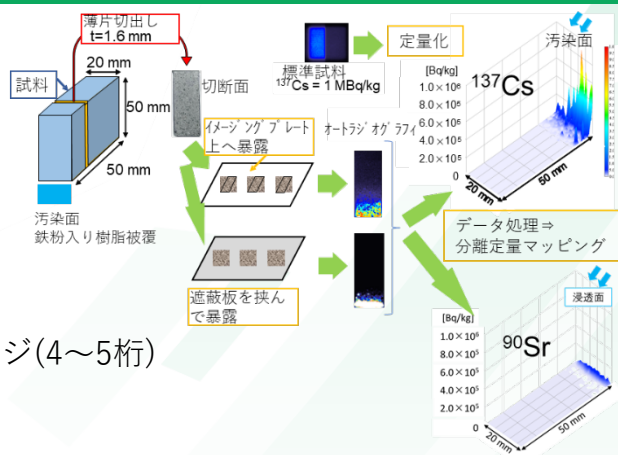 薄片切出し
t=1.6 mm
20 mm
試料
50 mm
50 mm
切断面
汚染面
鉄粉入り樹脂被覆
標準試料
¹³⁷Cs = 1 MBq/kg
定量化
イメージングプレート
上へ暴露
オートラジオグラフィ
遮蔽板を挟ん
で暴露
汚染面
[Bq/kg]
¹³⁷Cs
1.0×10⁶
8.0×10⁵
6.0×10⁵
4.0×10⁵
2.0×10⁵
0
20 mm
50 mm
データ処理⇒
分離定量マッピング
浸透面
[Bq/kg]
⁹⁰Sr
1.0×10⁶
8.0×10⁵
6.0×10⁵
4.0×10⁵
2.0×10⁵
0
20 mm
50 mm
ジ(4～5桁)